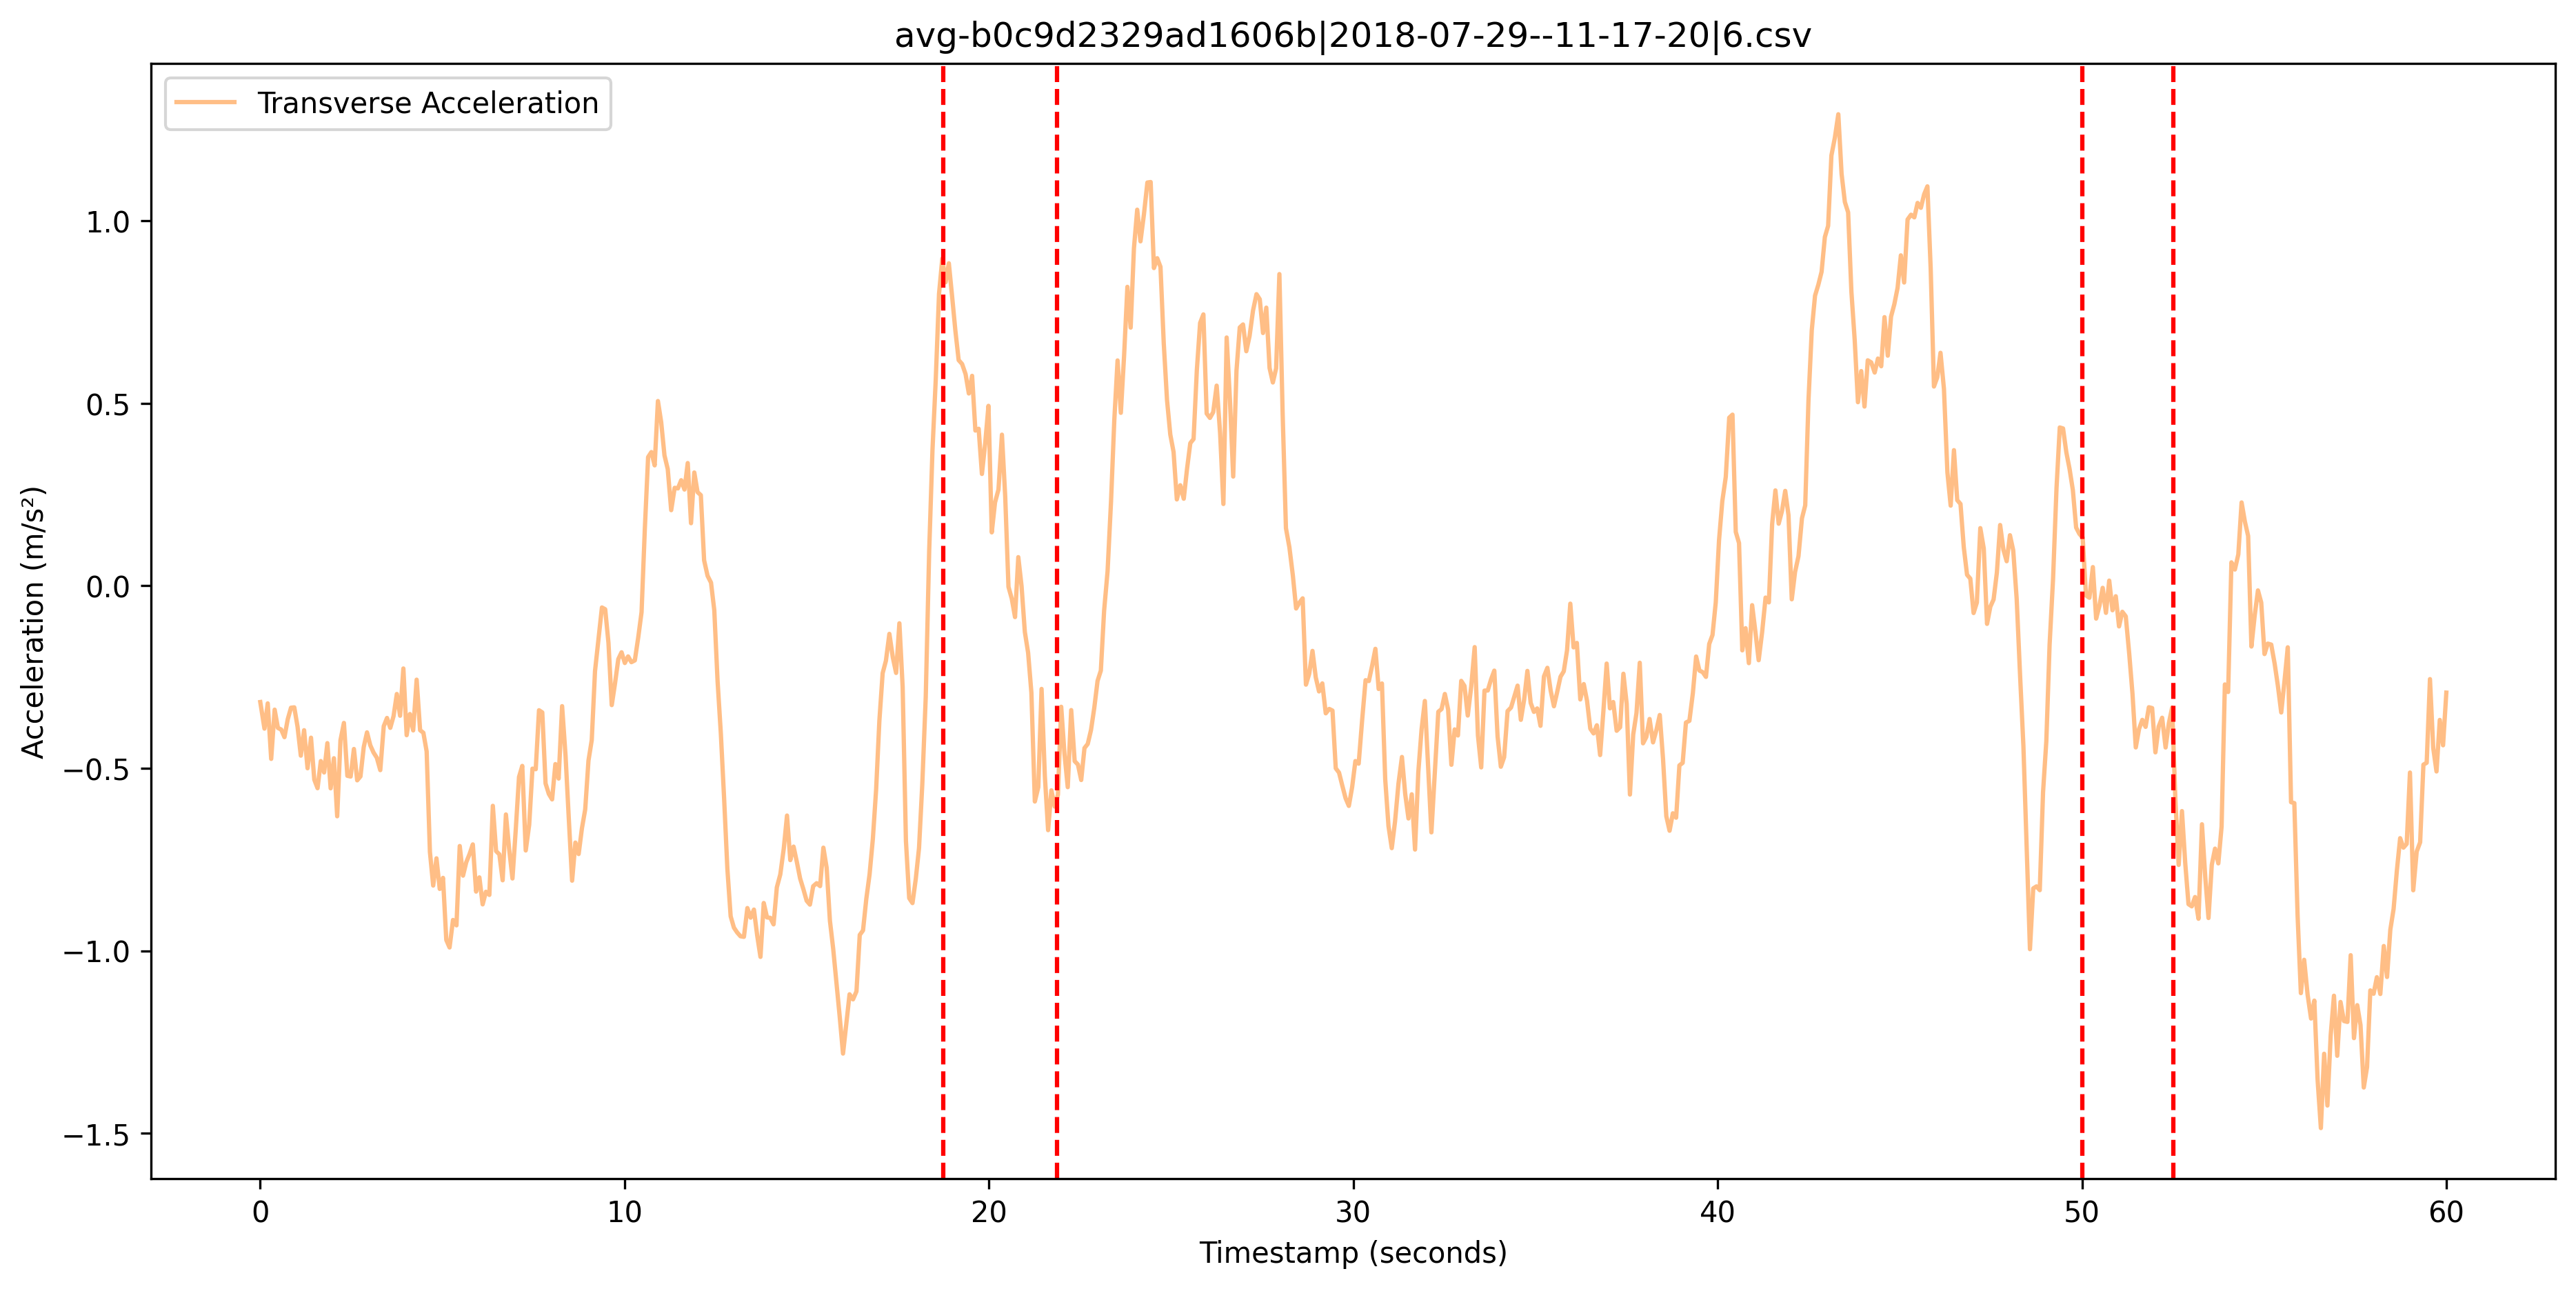 avg-b0c9d2329ad1606b|2018-07-29--11-17-20|6.csv
Transverse Acceleration
Acceleration (m/s²)
1.0
0.5
0.0
−0.5
−1.0
−1.5
0 10 20 30 40 50 60
Timestamp (seconds)